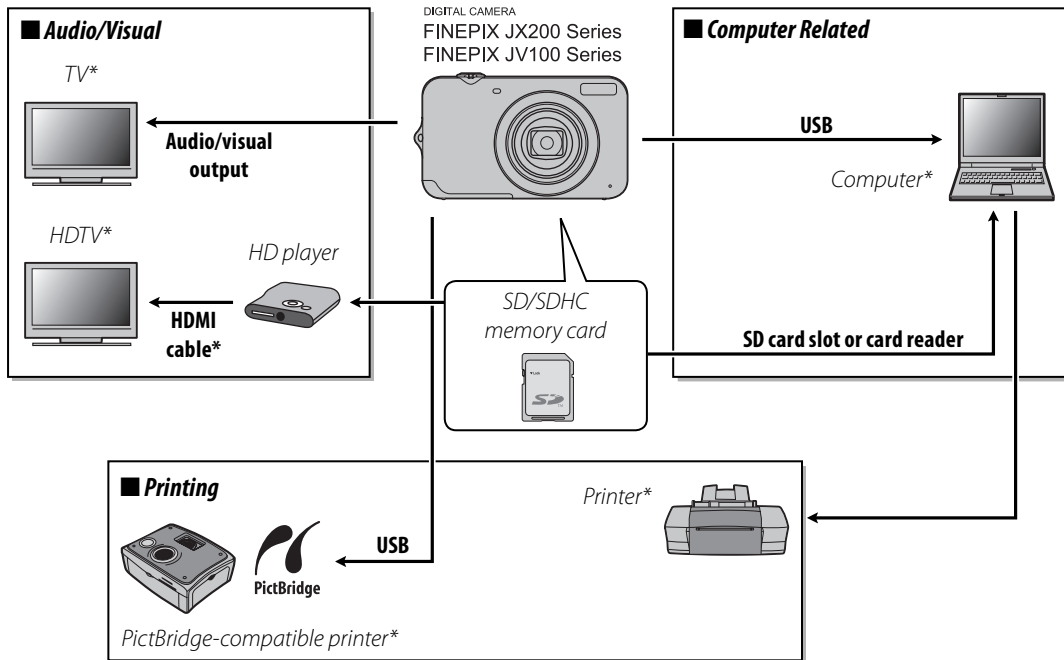 ■ Audio/Visual
TV*
Audio/visual
output
HDTV*
HD player
HDMI
cable*
DIGITAL CAMERA
FINEPIX JX200 Series
FINEPIX JV100 Series
SD/SDHC
memory card
SD
■ Computer Related
USB
Computer*
SD card slot or card reader
■ Printing
PictBridge
USB
Printer*
PictBridge-compatible printer*